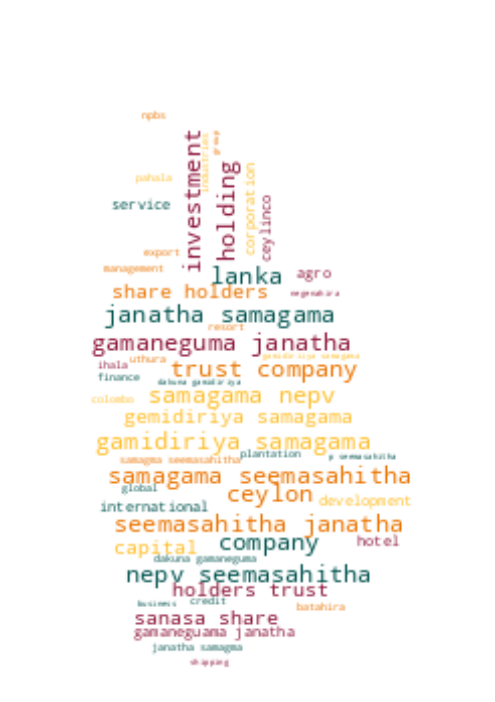 npbs
investment
industries
group
holding
corporation
ceylinco
pahala
service
export
management
lanka
agro
share holders
negenahira
janatha samagama
resort
gamaneguma janatha
gamidiriya samagama
uthura
ihala
trust company
finance
dakuna gamidiriya
samagama nepv
colombo
gemidiriya samagama
gamidiriya samagama
plantation
p seemasahitha
samagma seemasahitha
samagama seemasahitha
global
ceylon
development
international
seemasahitha janatha
company
hotel
capital
dakuna gamaneguma
nepv seemasahitha
holders trust
business
credit
batahira
sanasa share
gamaneguama janatha
janatha samagma
shipping